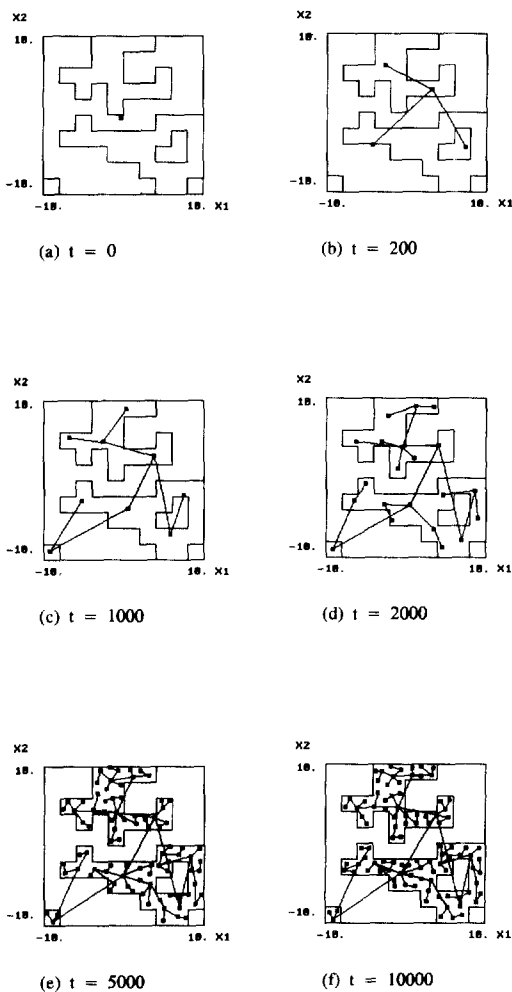 X2
10.
-10.
-10. 10. X1
(a) t = 0
X2
10.
-10.
-10. 10. X1
(b) t = 200
X2
10.
-10.
-10. 10. X1
(c) t = 1000
X2
10.
-10.
-10. 10. X1
(d) t = 2000
X2
10.
-10.
-10. 10. X1
(e) t = 5000
X2
10.
-10.
-10. 10. X1
(f) t = 10000